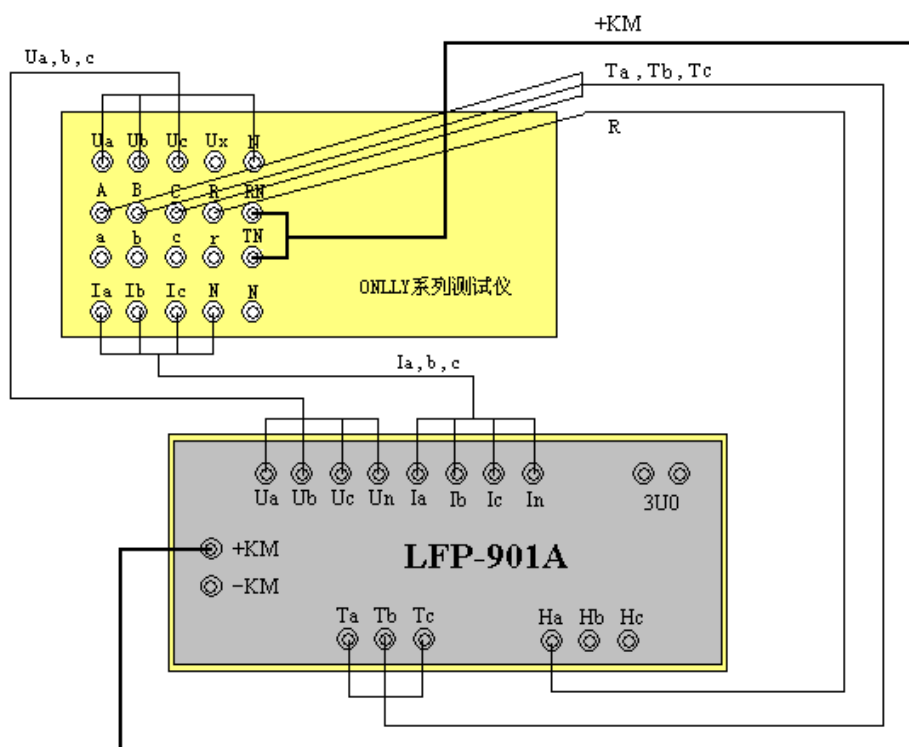 +KM
Ua,b,c
Ta,Tb,Tc
R
Ua Ub Uc Ux N
A B C R RN
a b c r TN
ONLLY系列测试仪
Ia Ib Ic N N
Ia,b,c
Ua Ub Uc Un Ia Ib Ic In
3U0
+KM
LFP-901A
-KM
Ta Tb Tc
Ha Hb Hc